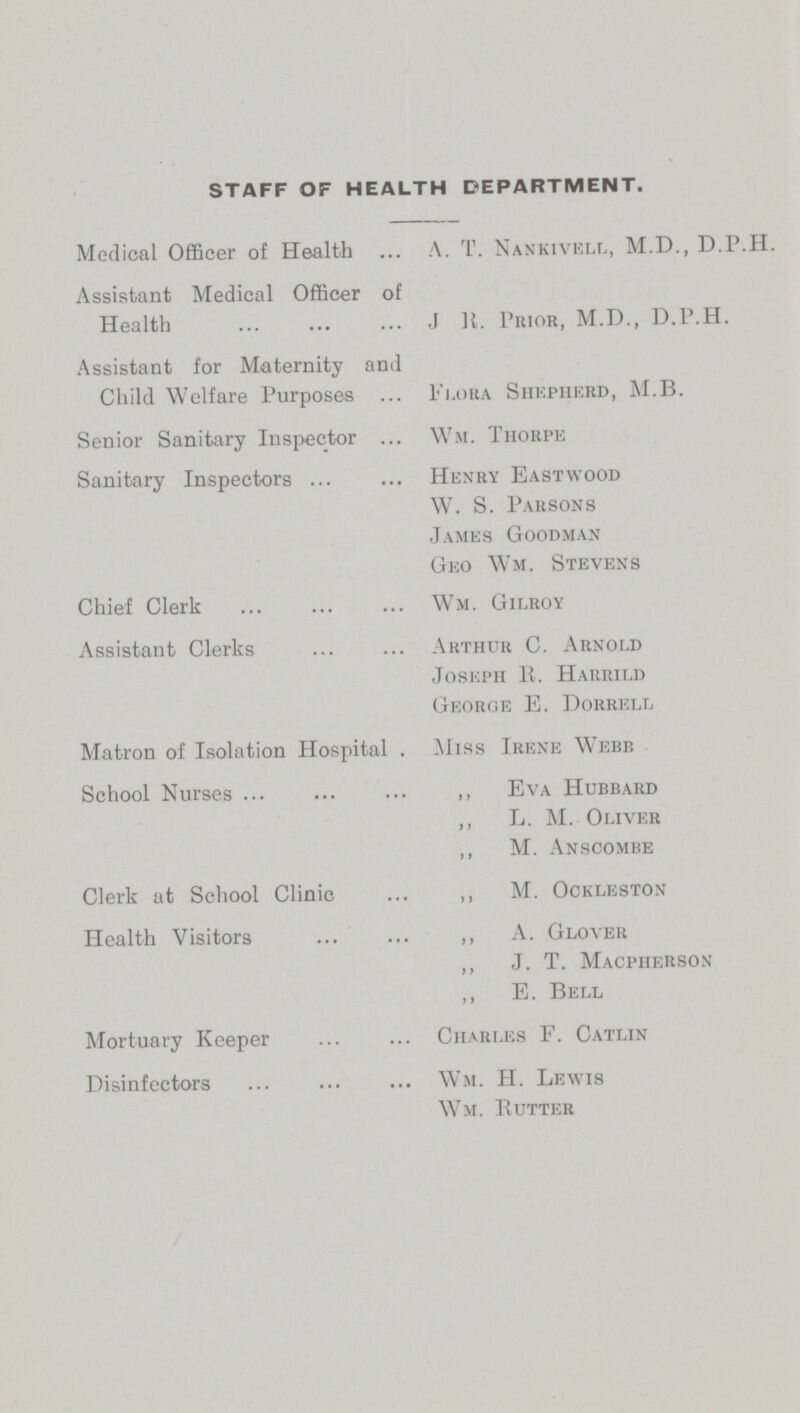 STAFF OF HEALTH DEPARTMENT.
Medical Officer of Health ... A. T. NANKIVELL, M.D., D.P.H.
Assistant Medical Officer of
Health ... ... ... J R. PRIOR, M.D., D.P.H.
Assistant for Maternity and
Child Welfare Purposes ... FLORA SHEPHERD, M.B.
Senior Sanitary Inspector ... WM. THORPE
Sanitary Inspectors ... ... HENRY EASTWOOD
W. S. PARSONS
JAMES GOODMAN
GEO WM. STEVENS
Chief Clerk ... ... ... WM. GILROY
Assistant Clerks ... ... ARTHUR C. ARNOLD
JOSEPH R. HARRILD
GEORGE E. DORRELL
Matron of Isolation Hospital . MISS IRENE WEBB
School Nurses ... ... ... ,, EVA HUBBARD
,, L. M. OLIVER
,, M. ANSCOMBE
Clerk at School Clinic ... ,, M. OCKLESTON
Health Visitors ... ... ,, A. GLOVER
,, J. T. MACPHERSON
,, E. BELL
Mortuary Keeper ... ... CHARLES F. CATLIN
Disinfectors ... ... ... WM. H. LEWIS
WM. RUTTER